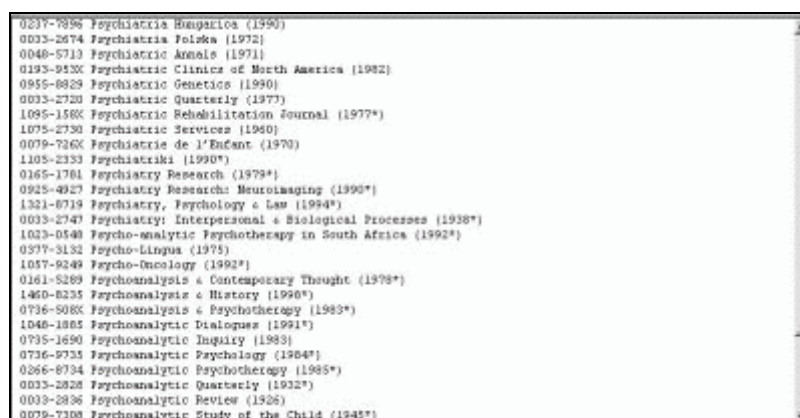 0237-7896 Psychiatria Hungarica (1990)
0033-2674 Psychiatria Polska (1972)
0048-5713 Psychiatric Annals (1971)
0193-953X Psychiatric Clinics of North America (1982)
0955-8829 Psychiatric Genetics (1990)
0033-2720 Psychiatric Quarterly (1977)
1095-158X Psychiatric Rehabilitation Journal (1977*)
1075-2730 Psychiatric Services (1960)
0079-726X Psychiatrie de l'Enfant (1970)
1105-2333 Psychiatriki (1990*)
0165-1781 Psychiatry Research (1979*)
0925-4927 Psychiatry Research: Neuroimaging (1990*)
1321-8719 Psychiatry, Psychology & Law (1994*)
0033-2747 Psychiatry: Interpersonal & Biological Processes (1938*)
1023-0548 Psycho-analytic Psychotherapy in South Africa (1992*)
0377-3132 Psycho-Lingua (1975)
1057-9249 Psycho-Oncology (1992*)
0161-5289 Psychoanalysis & Contemporary Thought (1978*)
1460-8235 Psychoanalysis & History (1998*)
0736-508X Psychoanalysis & Psychotherapy (1983*)
1048-1885 Psychoanalytic Dialogues (1991*)
0735-1690 Psychoanalytic Inquiry (1983)
0736-9735 Psychoanalytic Psychology (1984*)
0266-8734 Psychoanalytic Psychotherapy (1985*)
0033-2828 Psychoanalytic Quarterly (1932*)
0033-2836 Psychoanalytic Review (1926)
0079-7308 Psychoanalytic Study of the Child (1945*)